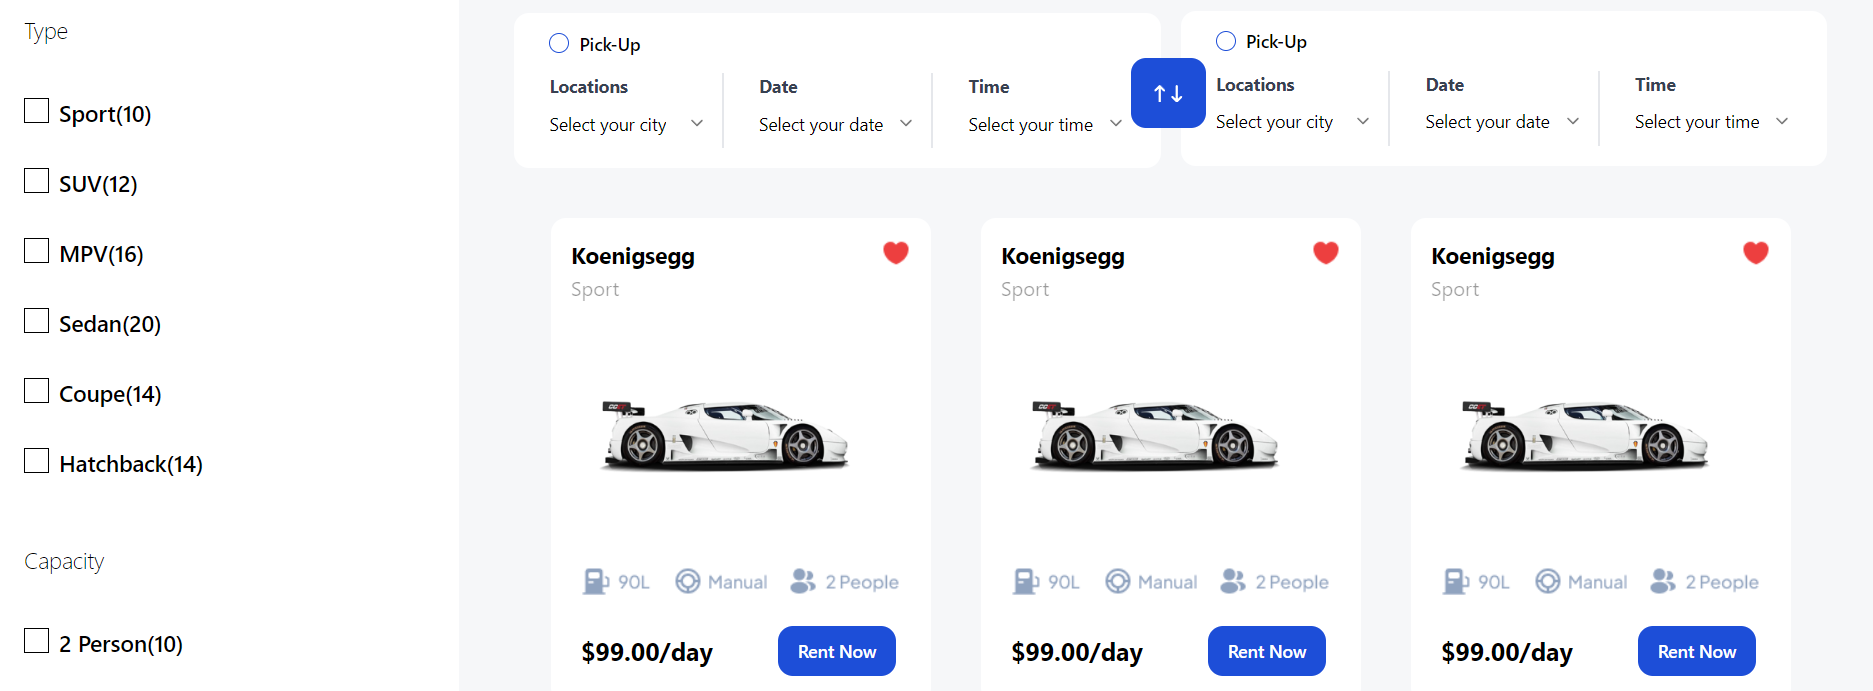 Type
Sport(10)
SUV(12)
MPV(16)
Sedan(20)
Coupe(14)
Hatchback(14)
Capacity
2 Person(10)
Pick-Up
Locations
Select your city
Date
Select your date
Time
Select your time
Pick-Up
Locations
Select your city
Date
Select your date
Time
Select your time
Koenigsegg
Sport
90L Manual 2 People
$99.00/day Rent Now
Koenigsegg
Sport
90L Manual 2 People
$99.00/day Rent Now
Koenigsegg
Sport
90L Manual 2 People
$99.00/day Rent Now